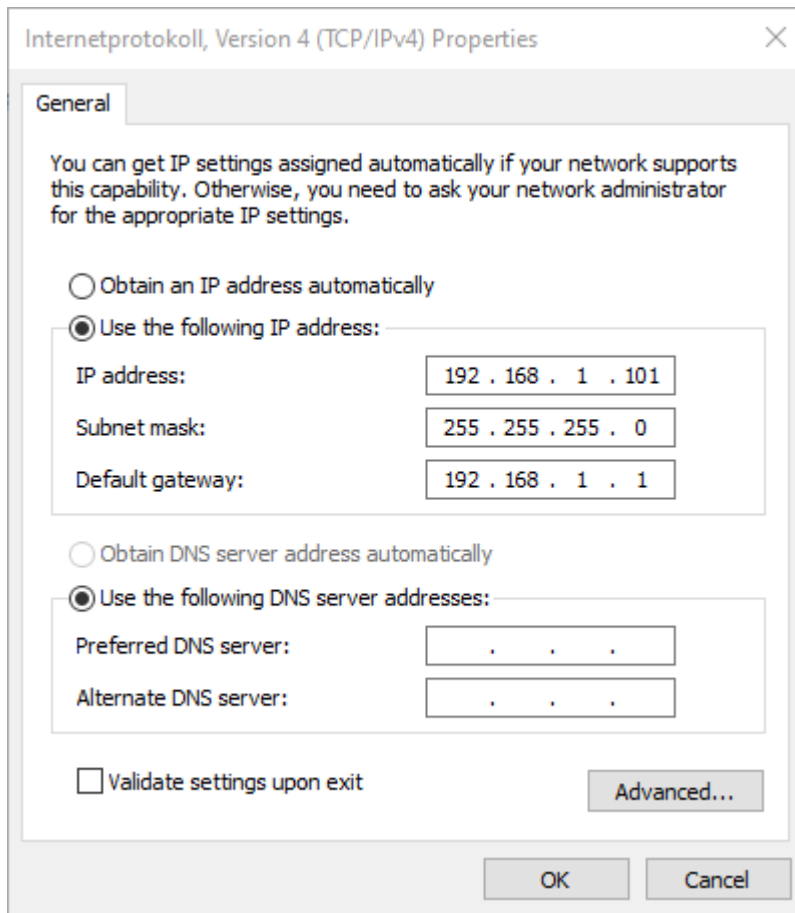 Internetprotokoll, Version 4 (TCP/IPv4) Properties
General
You can get IP settings assigned automatically if your network supports
this capability. Otherwise, you need to ask your network administrator
for the appropriate IP settings.
Obtain an IP address automatically
Use the following IP address:
IP address: 192 . 168 . 1 . 101
Subnet mask: 255 . 255 . 255 . 0
Default gateway: 192 . 168 . 1 . 1
Obtain DNS server address automatically
Use the following DNS server addresses:
Preferred DNS server: . . .
Alternate DNS server: . . .
Validate settings upon exit
Advanced...
OK Cancel